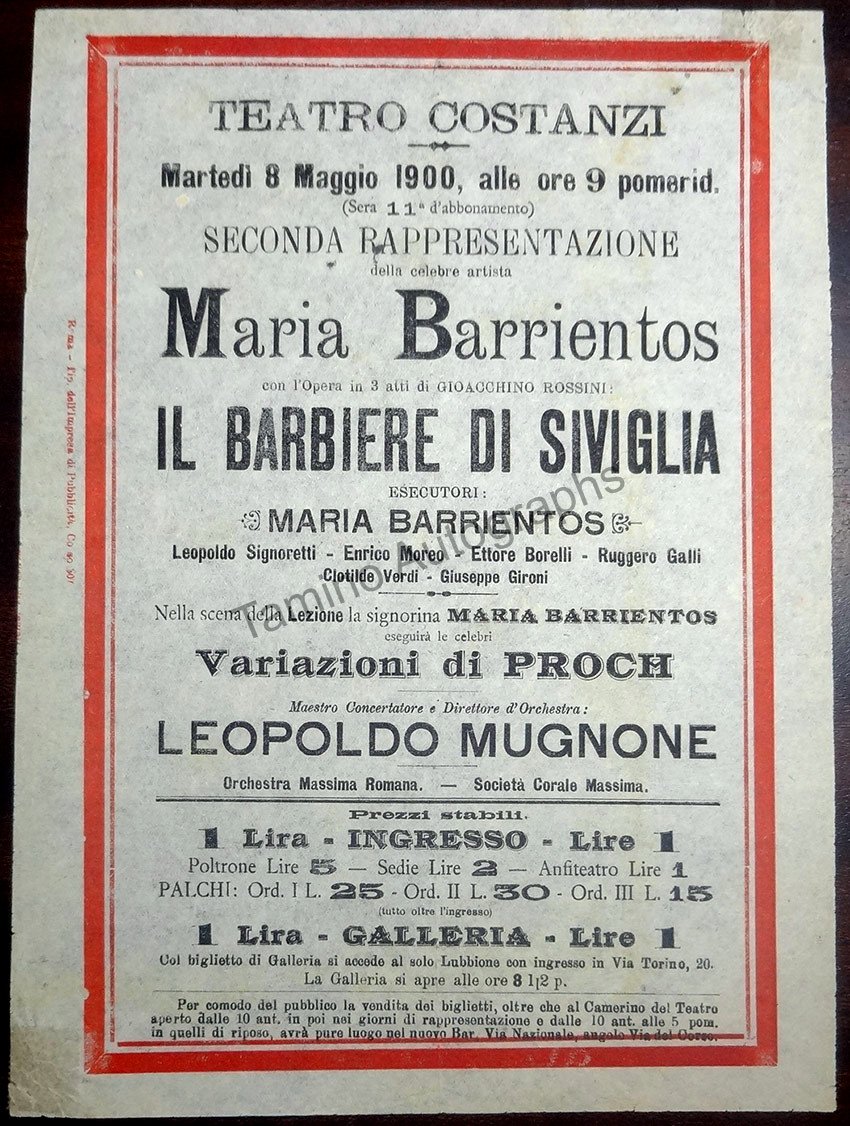 TEATRO COSTANZI
Martedì 8 Maggio 1900, alle ore 9 pomerid.
(Sera 11ª d'abbonamento)
SECONDA RAPPRESENTAZIONE
della celebre artista
Maria Barrientos
con l'Opera in 3 atti di GIOACCHINO ROSSINI:
IL BARBIERE DI SIVIGLIA
ESECUTORI:
MARIA BARRIENTOS
Leopoldo Signoretti - Enrico Moreo - Ettore Borelli - Ruggero Galli
Clotilde Verdi - Giuseppe Gironi
Nella scena della Lezione la signorina MARIA BARRIENTOS
eseguirà le celebri
Variazioni di PROCH
Maestro Concertatore e Direttore d'Orchestra:
LEOPOLDO MUGNONE
Orchestra Massima Romana. — Società Corale Massima.
Prezzi stabili.
1 Lira - INGRESSO - Lire 1
Poltrone Lire 5 — Sedie Lire 2 — Anfiteatro Lire 1
PALCHI: Ord. I L. 25 - Ord. II L. 30 - Ord. III L. 15
(tutto oltre l'ingresso)
1 Lira - GALLERIA - Lire 1
Col biglietto di Galleria si accede al solo Lubbione con ingresso in Via Torino, 20.
La Galleria si apre alle ore 8 1|2 p.
Per comodo del pubblico la vendita dei biglietti, oltre che al Camerino del Teatro
aperto dalle 10 ant. in poi nei giorni di rappresentazione e dalle 10 ant. alle 5 pom.
in quelli di riposo, avrà pure luogo nel nuovo Bar, Via Nazionale, angolo Via del Corso.
Roma - Tip. dell'Impresa di Pubblicità, Corso 307
Tamino Autographs